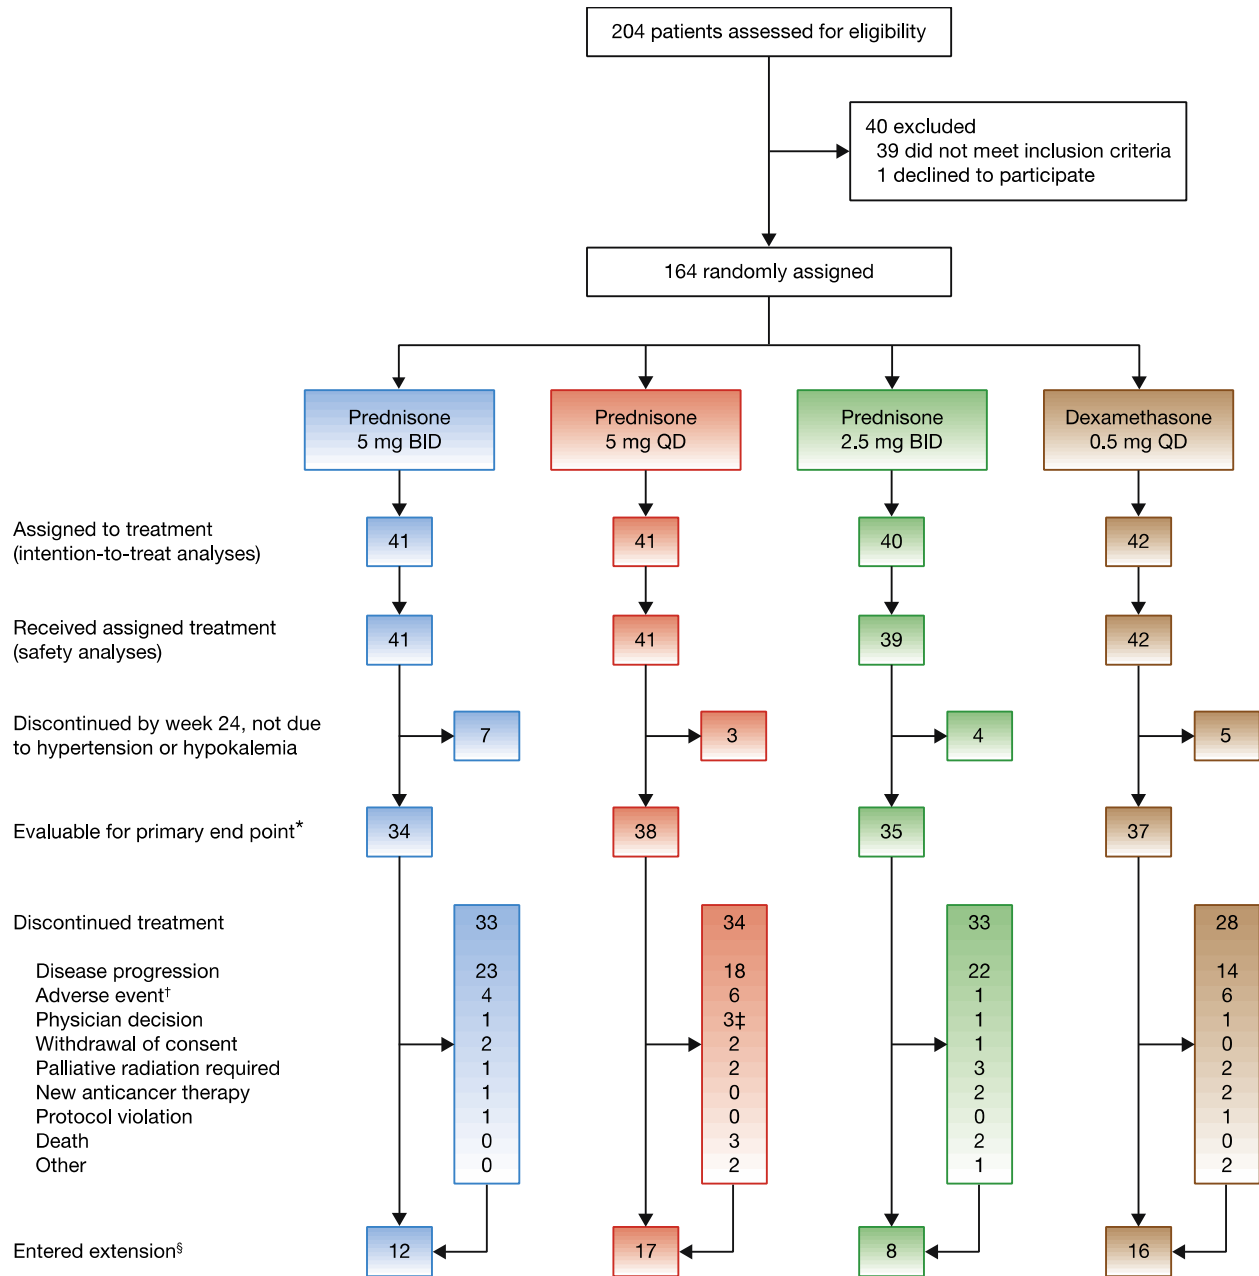 204 patients assessed for eligibility
40 excluded
39 did not meet inclusion criteria
1 declined to participate
164 randomly assigned
Prednisone
5 mg BID
Prednisone
5 mg QD
Prednisone
2.5 mg BID
Dexamethasone
0.5 mg QD
Assigned to treatment
(intention-to-treat analyses)
41 41 40 42
Received assigned treatment
(safety analyses)
41 41 39 42
Discontinued by week 24, not due
to hypertension or hypokalemia
7 3 4 5
Evaluable for primary end point* 34 38 35 37
Discontinued treatment 33 34 33 28
Disease progression 23 18 22 14
Adverse event† 4 6 1 6
Physician decision 1 3‡ 1 1
Withdrawal of consent 2 2 1 0
Palliative radiation required 1 2 3 2
New anticancer therapy 1 0 2 2
Protocol violation 1 0 0 1
Death 0 3 2 0
Other 0 2 1 2
Entered extension§ 12 17 8 16